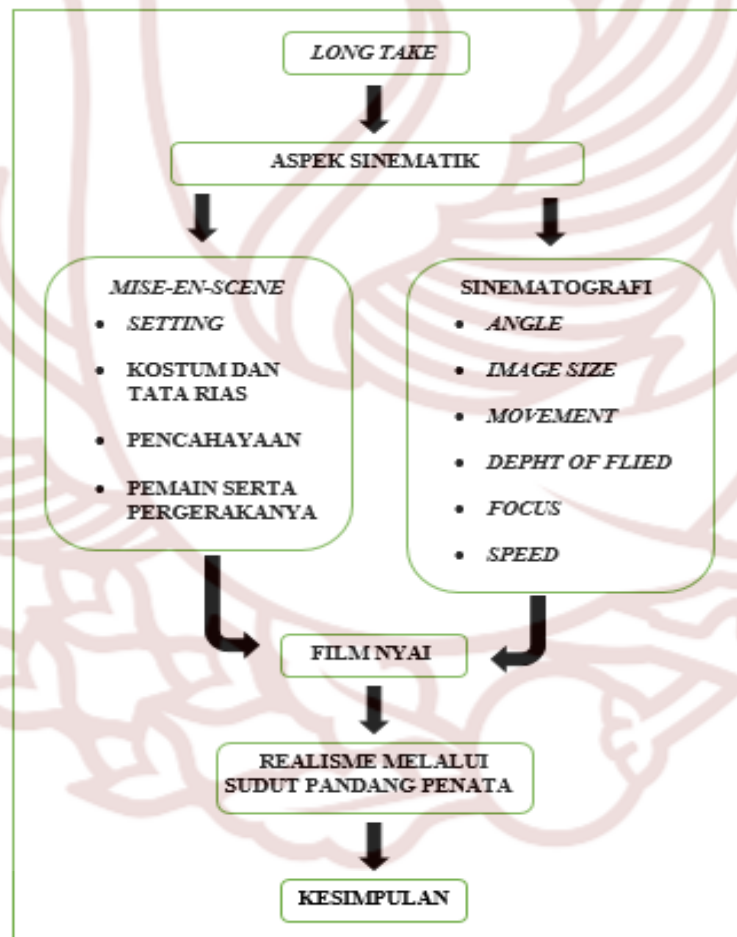 LONG TAKE
ASPEK SINEMATIK
MISE-EN-SCENE
• SETTING
• KOSTUM DAN
TATA RIAS
• PENCAHAYAAN
• PEMAIN SERTA
PERGERAKANYA
SINEMATOGRAFI
• ANGLE
• IMAGE SIZE
• MOVEMENT
• DEPHT OF FLIED
• FOCUS
• SPEED
FILM NYAI
REALISME MELALUI
SUDUT PANDANG PENATA
KESIMPULAN